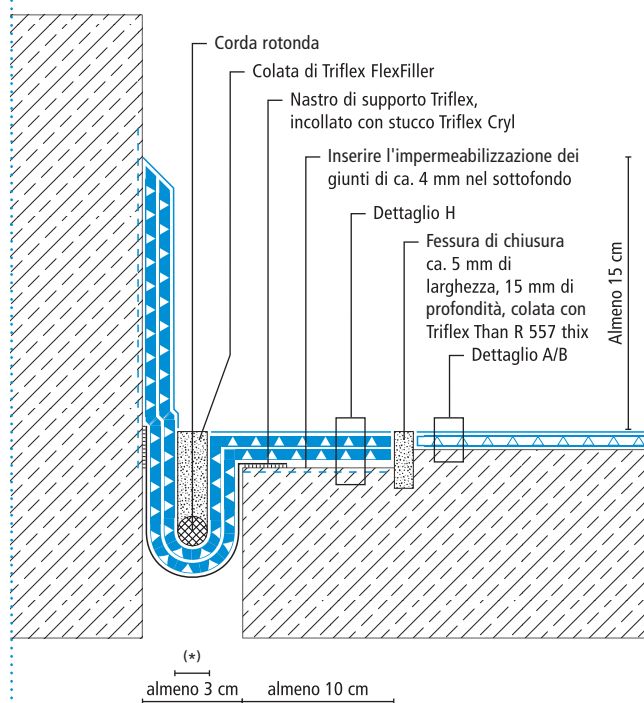 Corda rotonda
Colata di Triflex FlexFiller
Nastro di supporto Triflex,
incollato con stucco Triflex Cryl
Inserire l'impermeabilizzazione dei
giunti di ca. 4 mm nel sottofondo
Dettaglio H
Fessura di chiusura
ca. 5 mm di
larghezza, 15 mm di
profondità, colata con
Triflex Than R 557 thix
Dettaglio A/B
Almeno 15 cm
(*)
almeno 3 cm
almeno 10 cm